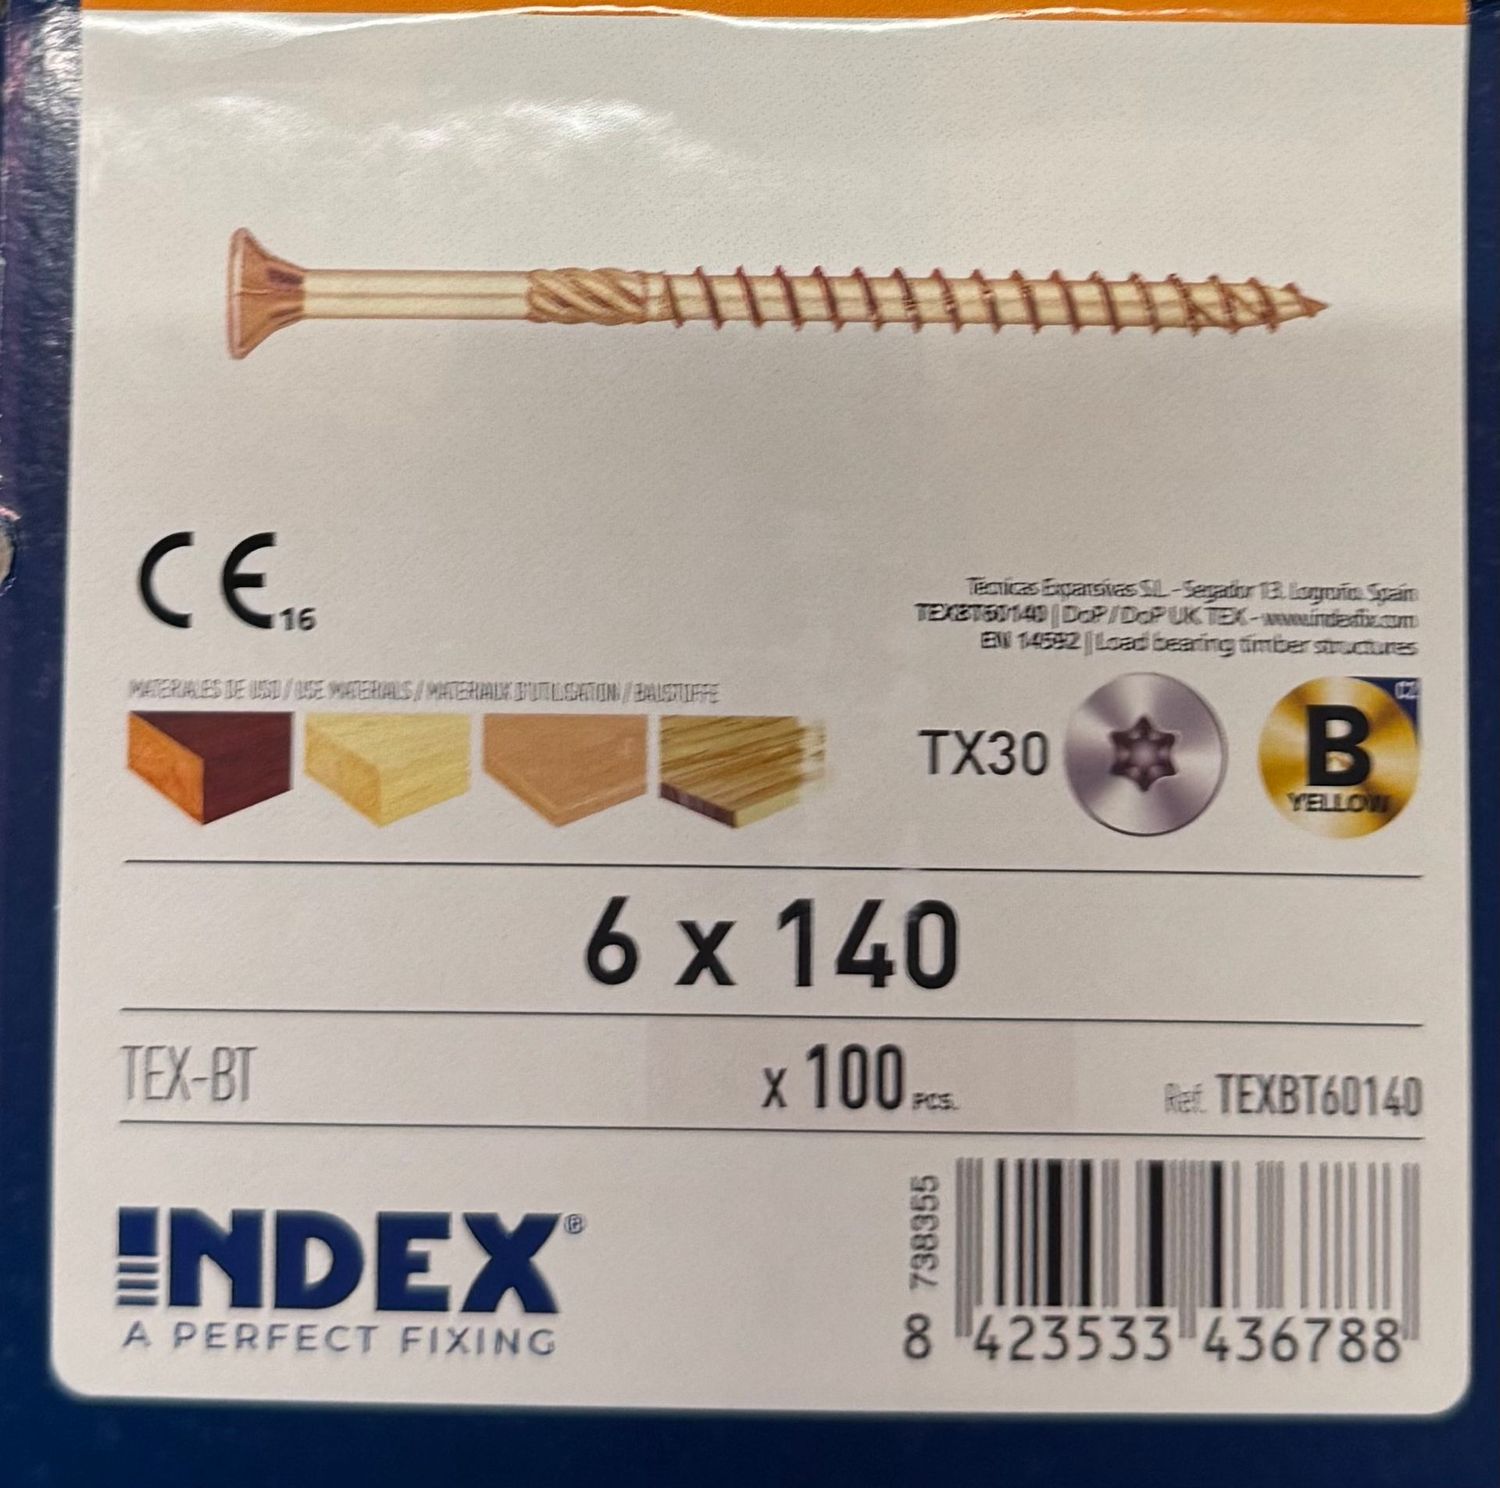 CE16
Técnicas Expansivas S.L. - Segador 13. Logroño. Spain
TEXBT60140 | DoP / DoP UK TEX - www.indexfix.com
EN 14592 | Load bearing timber structures
MATERIALES DE USO / USE MATERIALS / MATERIAUX D'UTILISATION / BAUSTOFFE
TX30
B
YELLOW
6 x 140
TEX-BT
x 100 PCS.
Ref. TEXBT60140
INDEX®
A PERFECT FIXING
738355
8 423533 436788